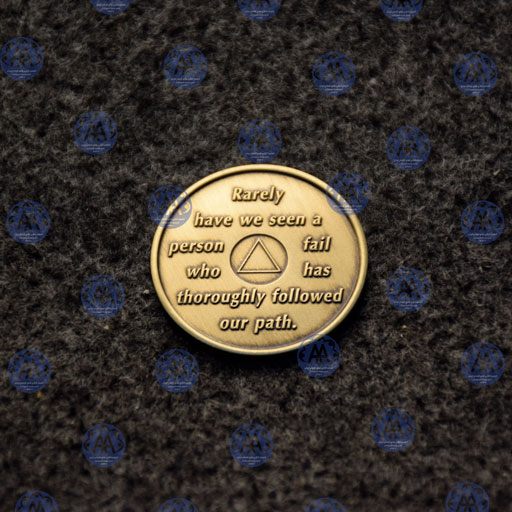 Rarely
have we seen a
person fail
who has
thoroughly followed
our path.